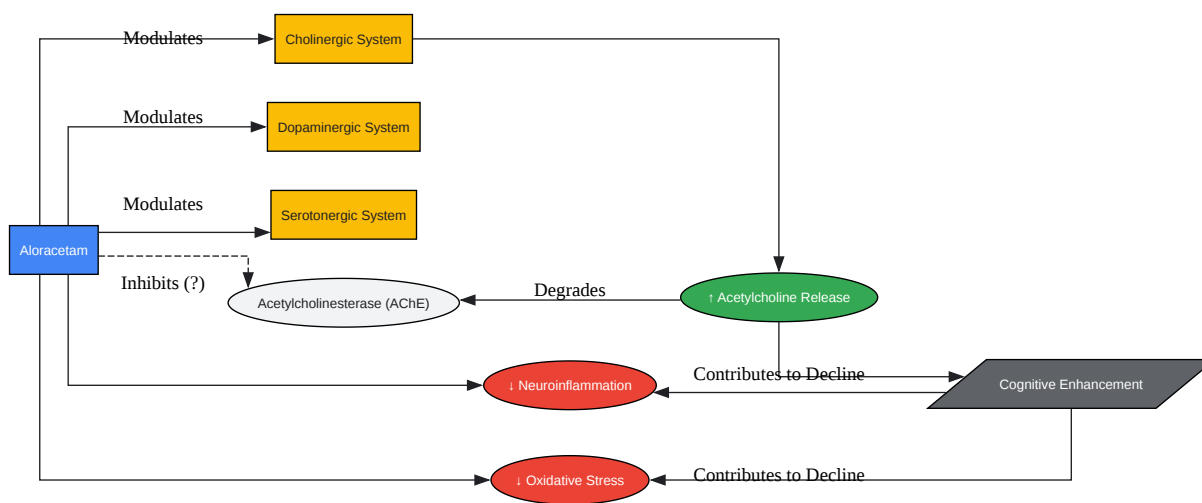 Modulates
Cholinergic System
Modulates
Dopaminergic System
Modulates
Serotonergic System
Aloracetam
Inhibits (?)
Acetylcholinesterase (AChE)
Degrades
↑ Acetylcholine Release
↓ Neuroinflammation
Contributes to Decline
Cognitive Enhancement
↓ Oxidative Stress
Contributes to Decline